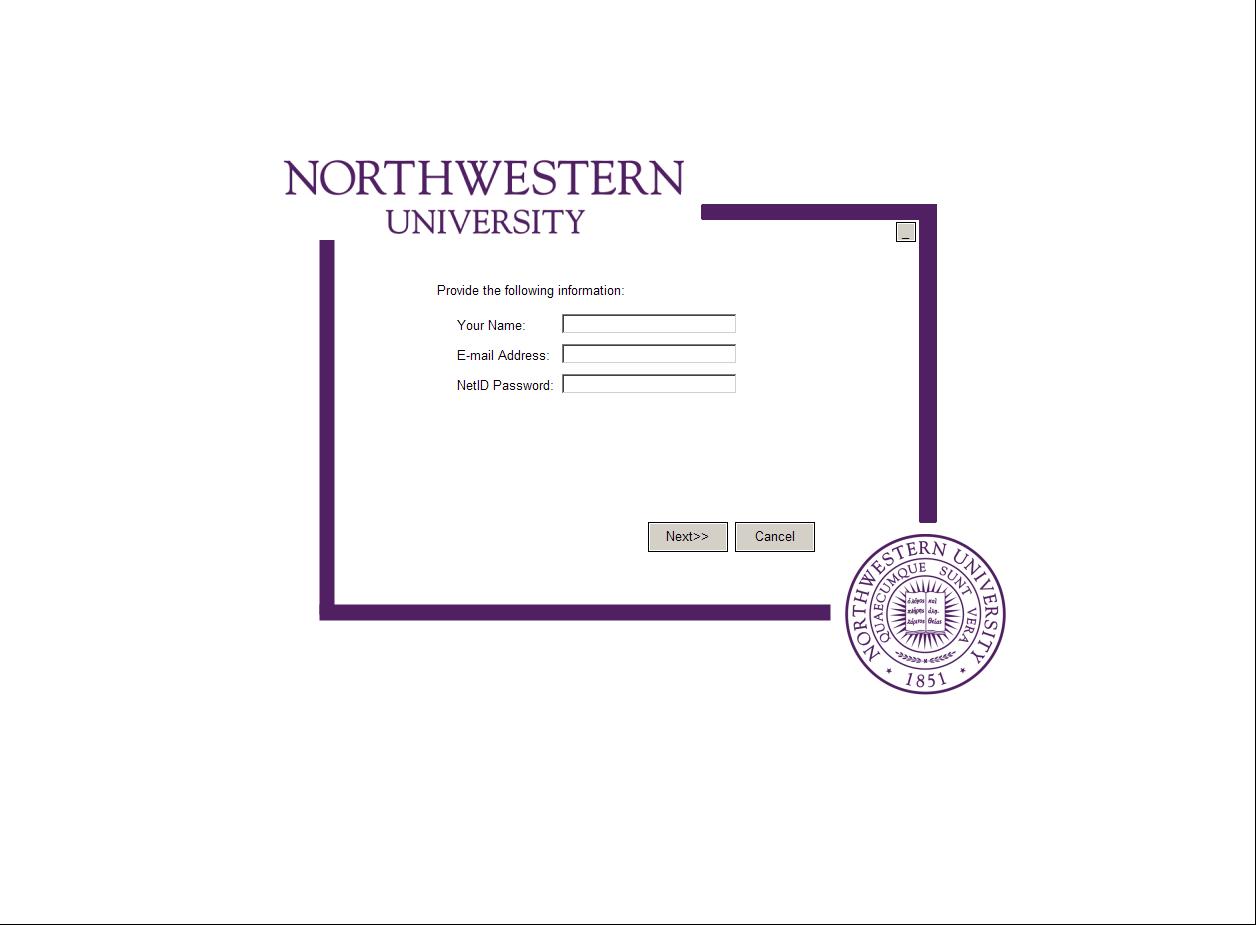 NORTHWESTERN
UNIVERSITY
_
Provide the following information:
Your Name:
E-mail Address:
NetID Password:
Next>>
Cancel
NORTHWESTERN UNIVERSITY
QUAECUMQUE SUNT VERA
1851